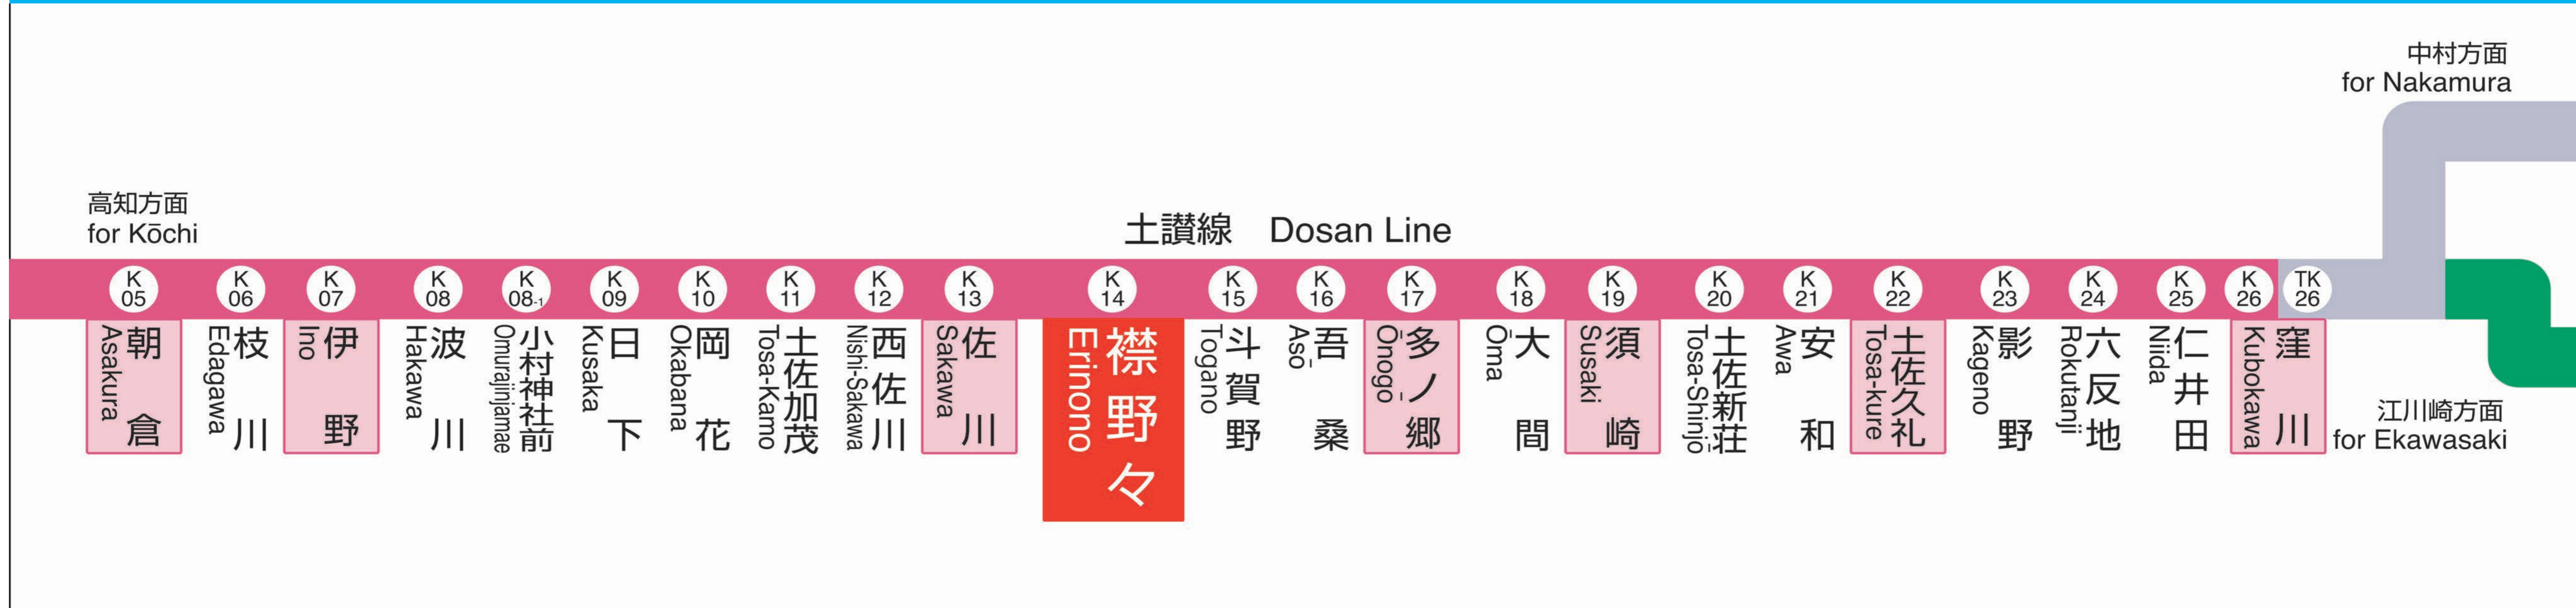 中村方面
for Nakamura
高知方面
for Kōchi
土讃線 Dosan Line
K
05
朝倉
Asakura
K
06
枝川
Edagawa
K
07
伊野
Ino
K
08
波川
Hakawa
K
08-1
小村神社前
Omurajinjamae
K
09
日下
Kusaka
K
10
岡花
Okabana
K
11
土佐加茂
Tosa-Kamo
K
12
西佐川
Nishi-Sakawa
K
13
佐川
Sakawa
K
14
襟野々
Erinono
K
15
斗賀野
Togano
K
16
吾桑
Asō
K
17
多ノ郷
Ōnogō
K
18
大間
Ōma
K
19
須崎
Susaki
K
20
土佐新荘
Tosa-Shinjō
K
21
安和
Awa
K
22
土佐久礼
Tosa-kure
K
23
影野
Kageno
K
24
六反地
Rokutanji
K
25
仁井田
Niida
K
26
TK
26
窪川
Kubokawa
江川崎方面
for Ekawasaki